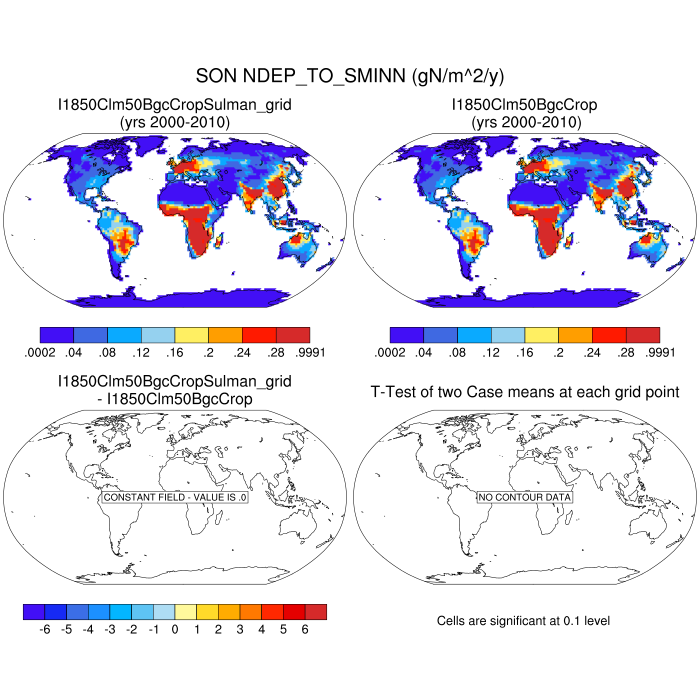 SON NDEP_TO_SMINN (gN/m^2/y)
I1850Clm50BgcCropSulman_grid
(yrs 2000-2010)
I1850Clm50BgcCrop
(yrs 2000-2010)
.0002 .04 .08 .12 .16 .2 .24 .28 .9991
.0002 .04 .08 .12 .16 .2 .24 .28 .9991
I1850Clm50BgcCropSulman_grid
- I1850Clm50BgcCrop
T-Test of two Case means at each grid point
CONSTANT FIELD - VALUE IS .0
NO CONTOUR DATA
-6 -5 -4 -3 -2 -1 0 1 2 3 4 5 6
Cells are significant at 0.1 level